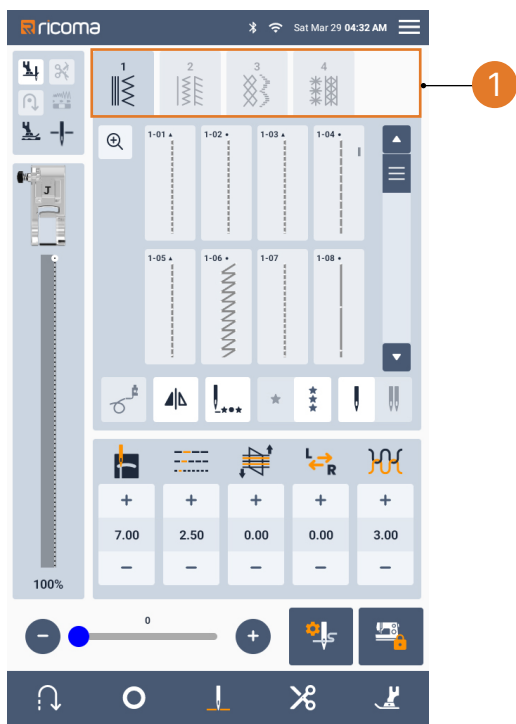 Ricoma
Sat Mar 29 04:32 AM
1 2 3 4
1
1-01 1-02 1-03 1-04
J
1-05 1-06 1-07 1-08
L R
+ + + + +
7.00 2.50 0.00 0.00 3.00
− − − − −
100%
0
− +